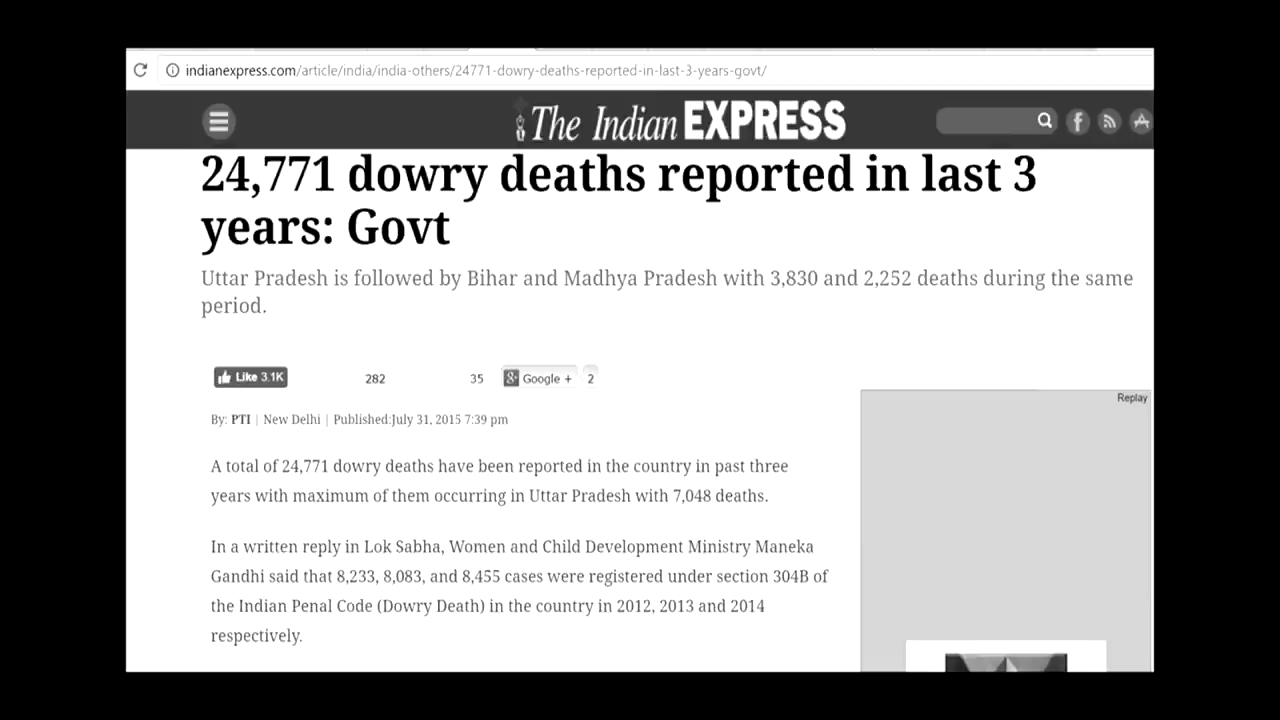 indianexpress.com/article/india/india-others/24771-dowry-deaths-reported-in-last-3-years-govt/
The Indian EXPRESS
24,771 dowry deaths reported in last 3
years: Govt
Uttar Pradesh is followed by Bihar and Madhya Pradesh with 3,830 and 2,252 deaths during the same
period.
Like 3.1K 282 35 Google + 2
Replay
By: PTI | New Delhi | Published:July 31, 2015 7:39 pm
A total of 24,771 dowry deaths have been reported in the country in past three
years with maximum of them occurring in Uttar Pradesh with 7,048 deaths.
In a written reply in Lok Sabha, Women and Child Development Ministry Maneka
Gandhi said that 8,233, 8,083, and 8,455 cases were registered under section 304B of
the Indian Penal Code (Dowry Death) in the country in 2012, 2013 and 2014
respectively.